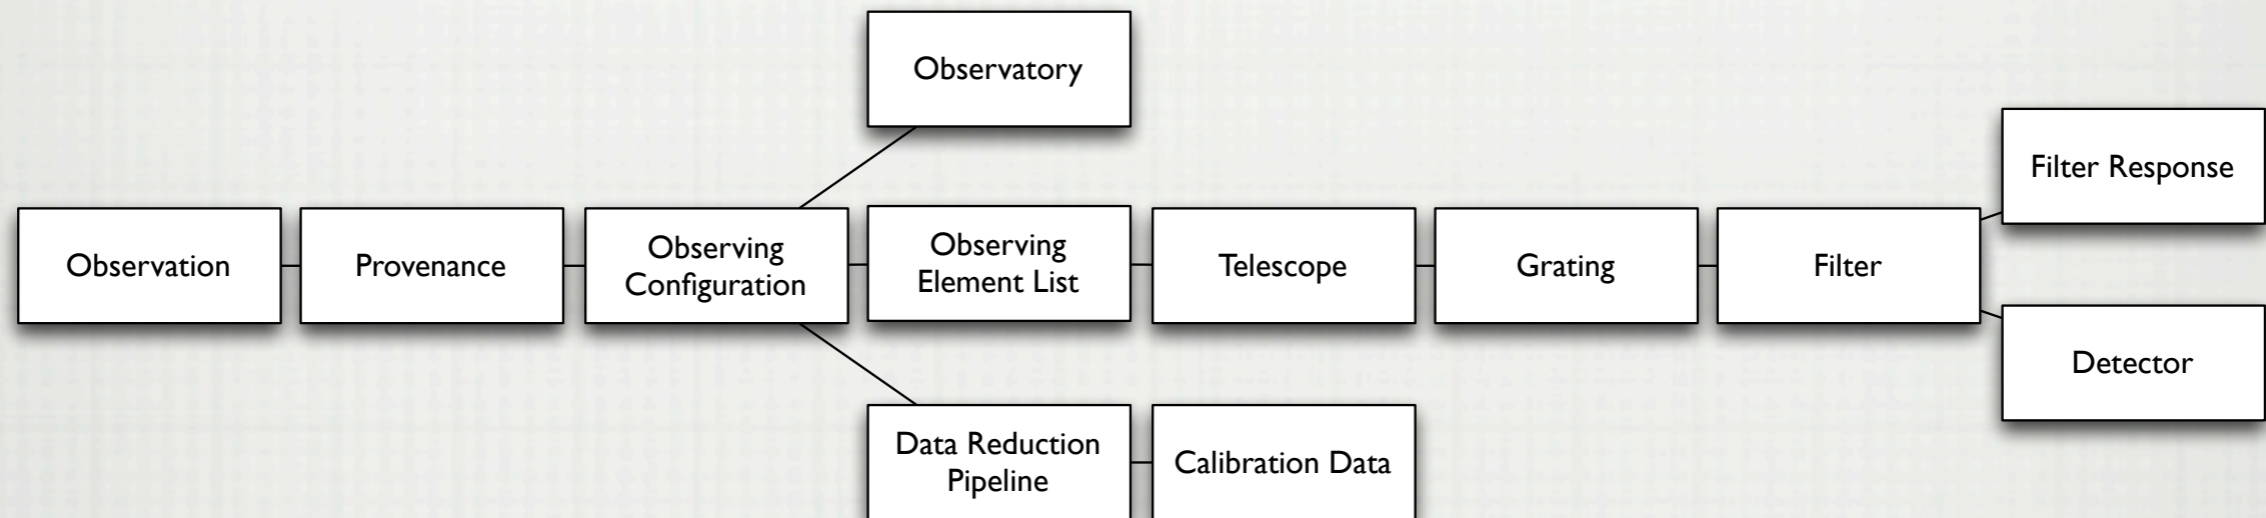 Observatory
Filter Response
Observation
Provenance
Observing
Configuration
Observing
Element List
Telescope
Grating
Filter
Detector
Data Reduction
Pipeline
Calibration Data